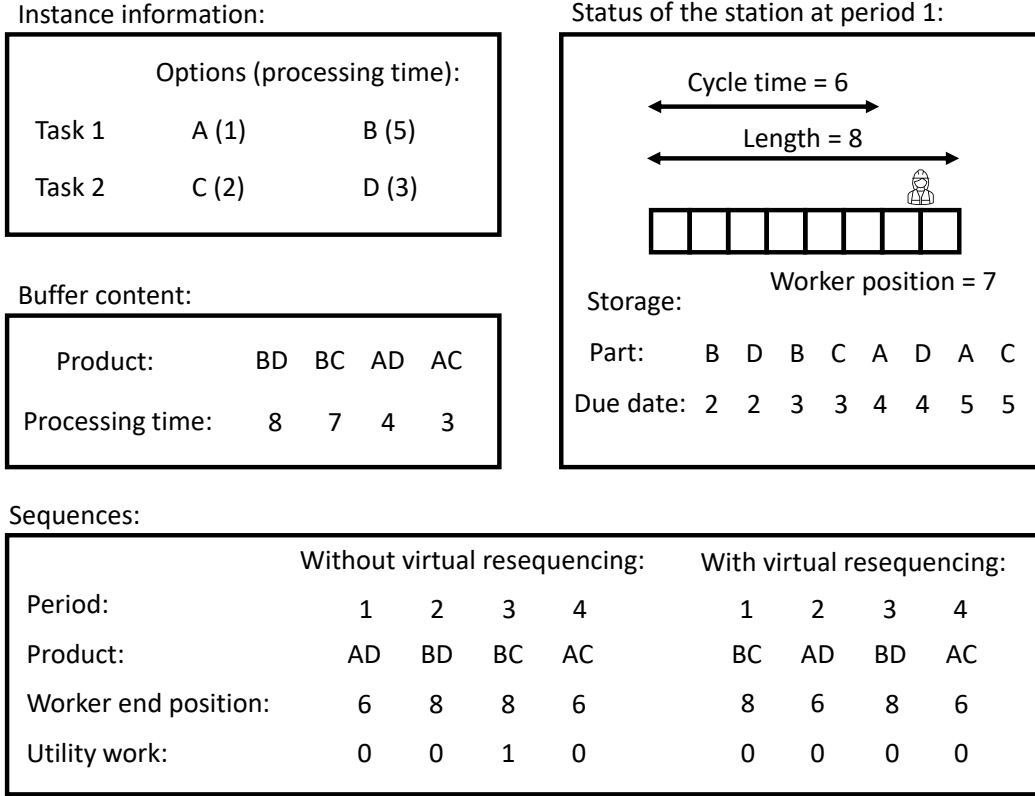 Instance information:
Options (processing time):
Task 1 A (1) B (5)
Task 2 C (2) D (3)
Status of the station at period 1:
Cycle time = 6
Length = 8
Worker position = 7
Storage:
Part: B D B C A D A C
Due date: 2 2 3 3 4 4 5 5
Buffer content:
Product: BD BC AD AC
Processing time: 8 7 4 3
Sequences:
Without virtual resequencing: With virtual resequencing:
Period: 1 2 3 4 1 2 3 4
Product: AD BD BC AC BC AD BD AC
Worker end position: 6 8 8 6 8 6 8 6
Utility work: 0 0 1 0 0 0 0 0